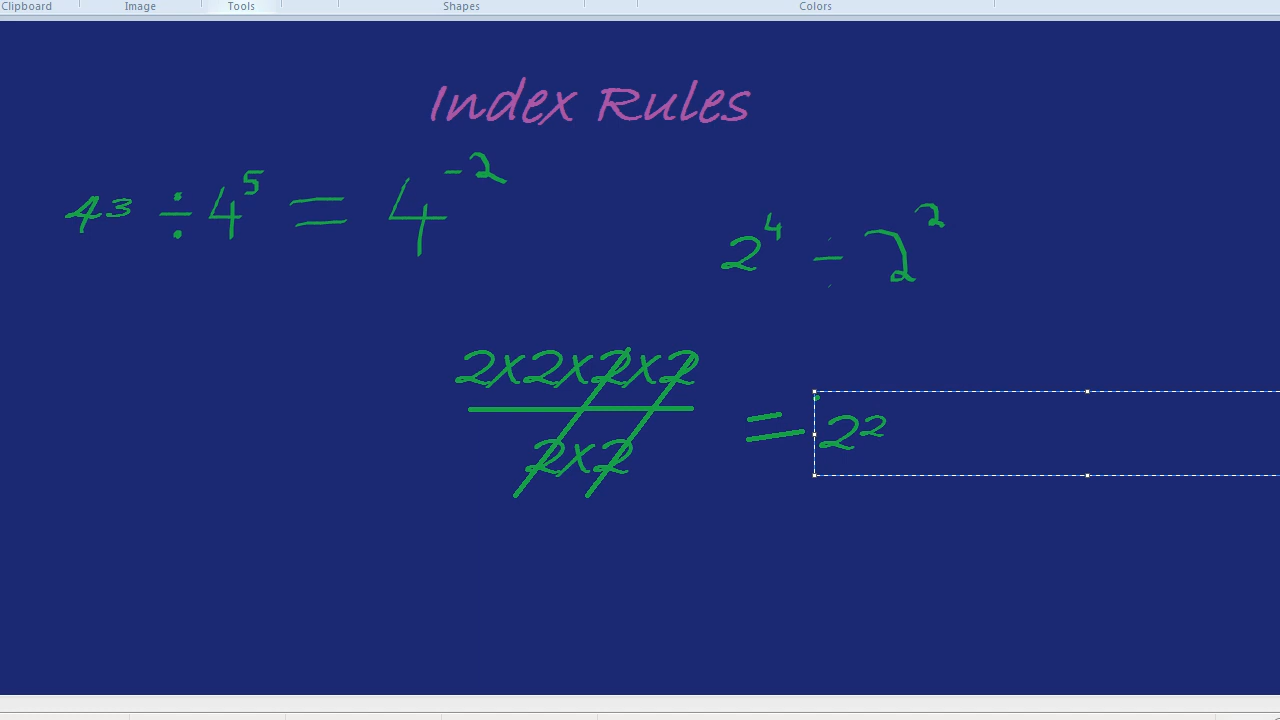 Clipboard Image Tools Shapes Colors
Index Rules
4³ ÷ 4⁵ = 4⁻²
2⁴ ÷ 2²
2x2x2x2
2x2
= 2²